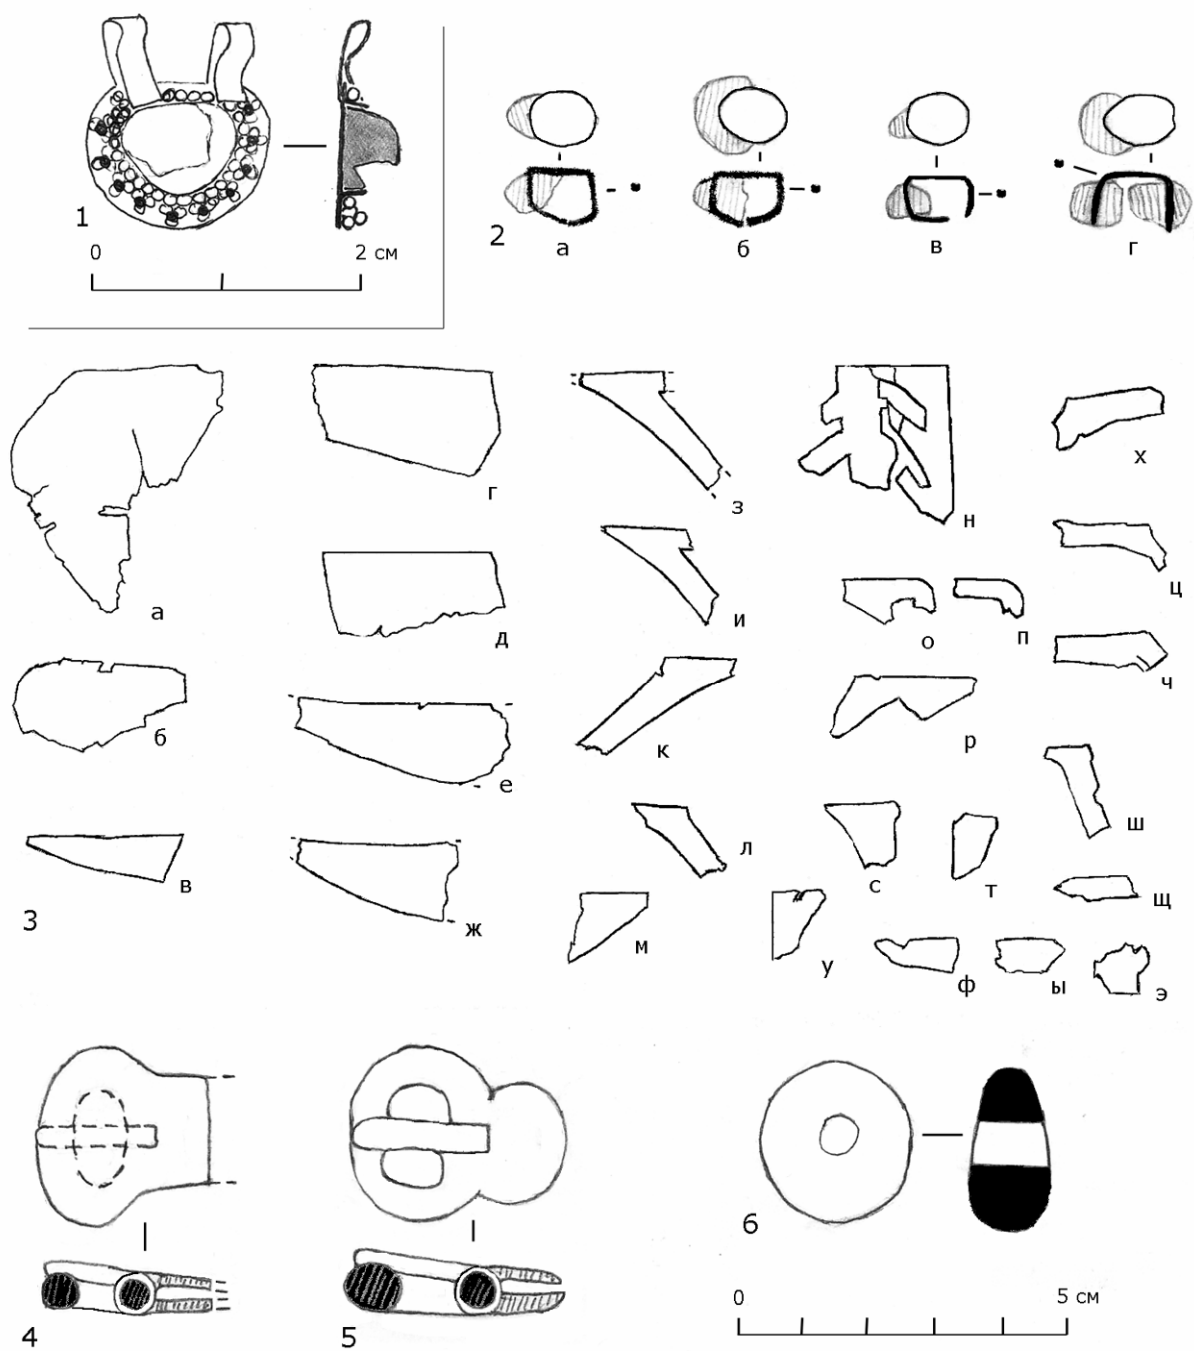 1
0 2 см
2
а б в г
3
а
б
в
г
д
е
ж
з
и
к
л
м
н
о п
р
с т
у
ф ы э
х
ц
ч
ш
щ
4
5
6
0 5 см